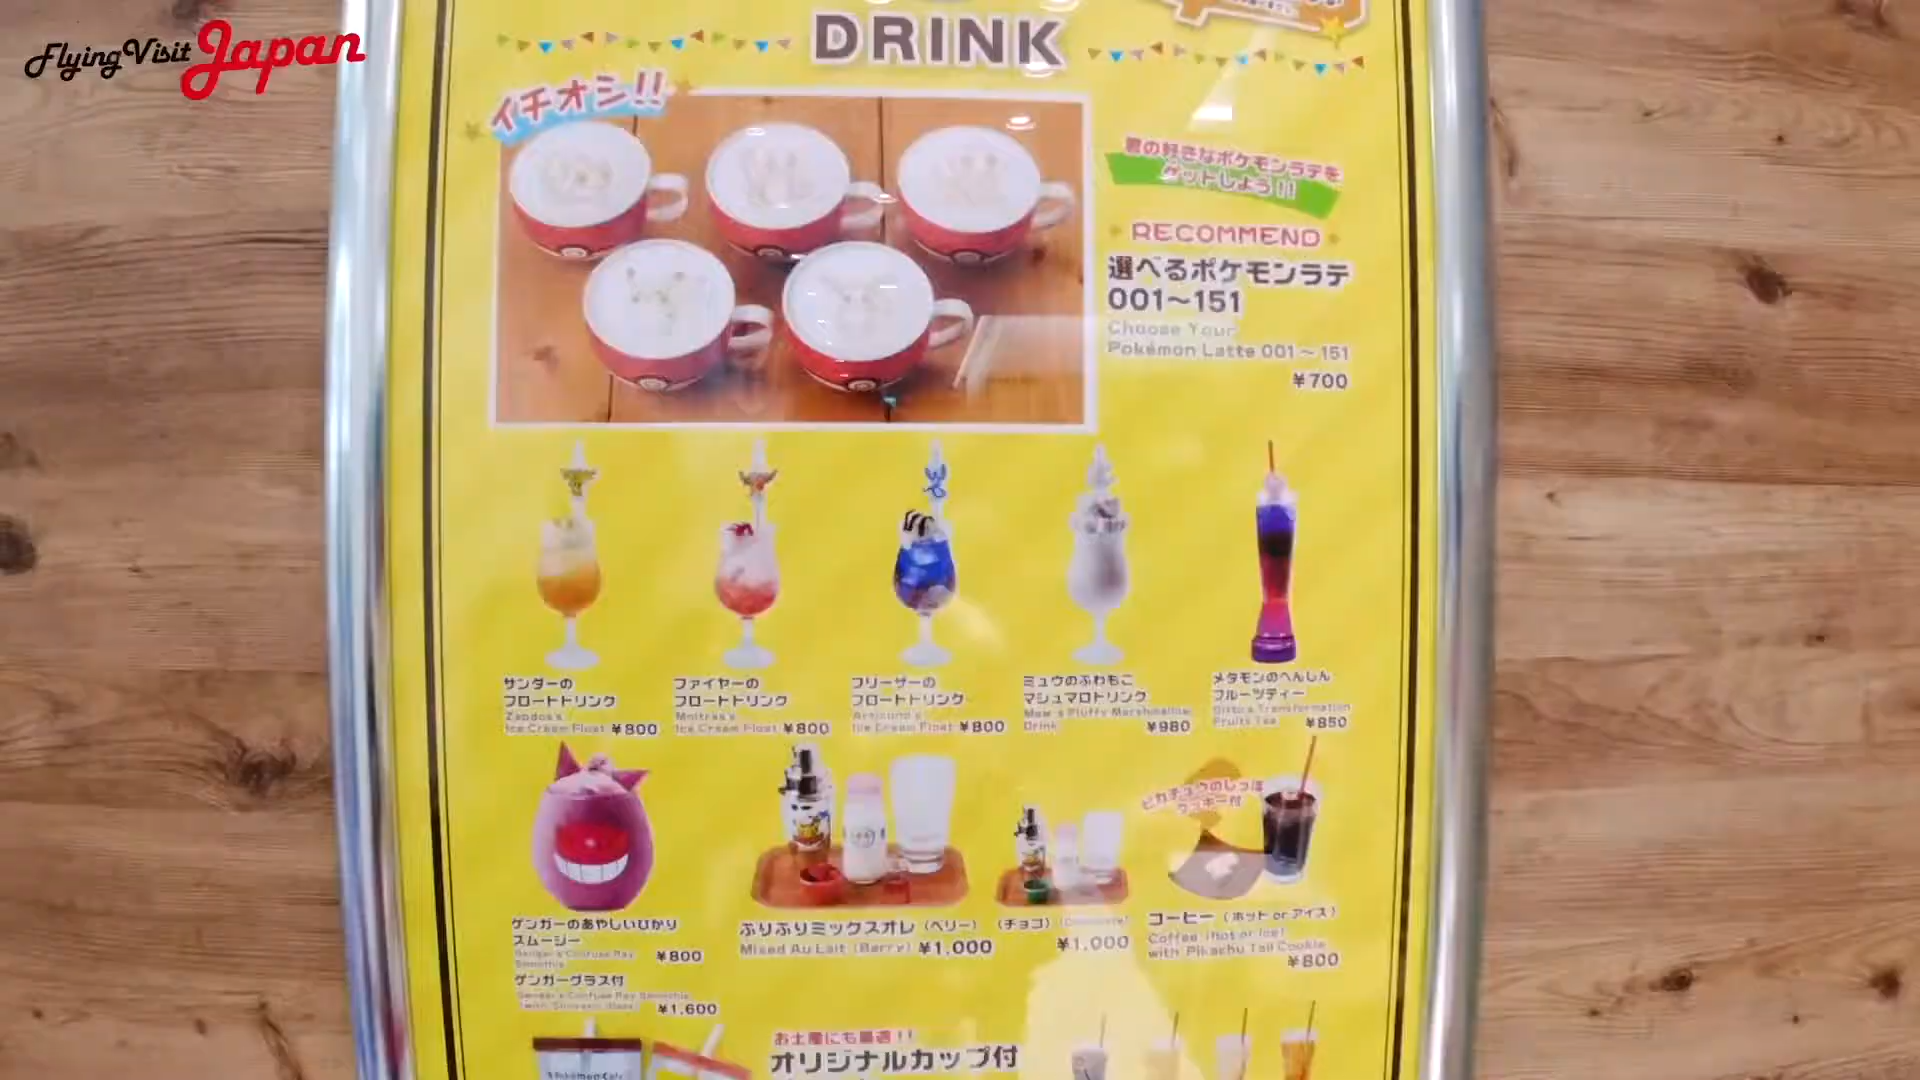 FlyingVisit Japan
DRINK
イチオシ!!
君の好きなポケモンラテを
ゲットしよう!!
RECOMMEND
選べるポケモンラテ
001〜151
Choose Your
Pokémon Latte 001〜151
¥700
サンダーの
フロートドリンク
Zapdos's
Ice Cream Float ¥800
ファイヤーの
フロートドリンク
Moltres's
Ice Cream Float ¥800
フリーザーの
フロートドリンク
Articuno's
Ice Cream Float ¥800
ミュウのふわもこ
マシュマロドリンク
Mew's Fluffy Marshmallow
Drink ¥980
メタモンのへんしん
フルーツティー
Ditto's Transformation
Fruits Tea ¥850
ゲンガーのあやしいひかり
スムージー
Gengar's Confuse Ray
Smoothie ¥800
ゲンガーグラス付
Gengar's Confuse Ray Smoothie
¥1,600
ふりふりミックスオレ（ベリー）
Mixed Au Lait (Berry) ¥1,000
（チョコ）(Chocolate)
¥1,000
ピカチュウのしっぽ
クッキー付
コーヒー（ホット or アイス）
Coffee (hot or ice)
with Pikachu Tail Cookie
¥800
お土産にも最適!!
オリジナルカップ付